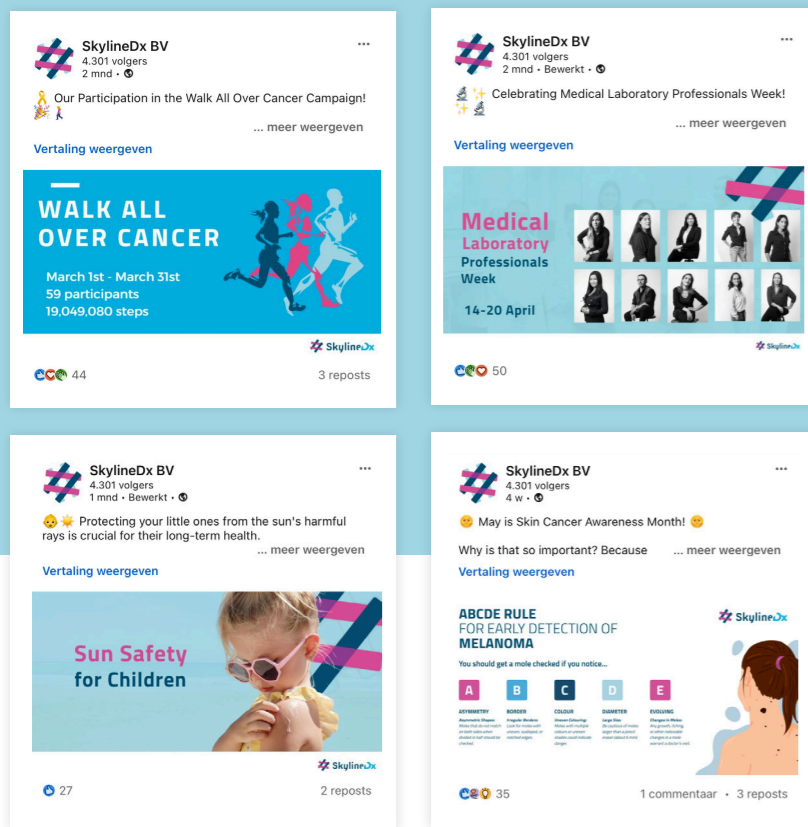 SkylineDx BV
4.301 volgers
2 mnd •
Our Participation in the Walk All Over Cancer Campaign!
... meer weergeven
Vertaling weergeven
WALK ALL
OVER CANCER
March 1st - March 31st
59 participants
19,049,080 steps
SkylineDx
44
3 reposts
SkylineDx BV
4.301 volgers
2 mnd • Bewerkt •
Celebrating Medical Laboratory Professionals Week!
... meer weergeven
Vertaling weergeven
Medical
Laboratory
Professionals
Week
14-20 April
SkylineDx
50
SkylineDx BV
4.301 volgers
1 mnd • Bewerkt •
Protecting your little ones from the sun's harmful
rays is crucial for their long-term health.
... meer weergeven
Vertaling weergeven
Sun Safety
for Children
SkylineDx
27
2 reposts
SkylineDx BV
4.301 volgers
4 w •
May is Skin Cancer Awareness Month!
Why is that so important? Because ... meer weergeven
Vertaling weergeven
ABCDE RULE
FOR EARLY DETECTION OF
MELANOMA
SkylineDx
You should get a mole checked if you notice...
A B C D E
ASYMMETRY BORDER COLOUR DIAMETER EVOLVING
35
1 commentaar • 3 reposts